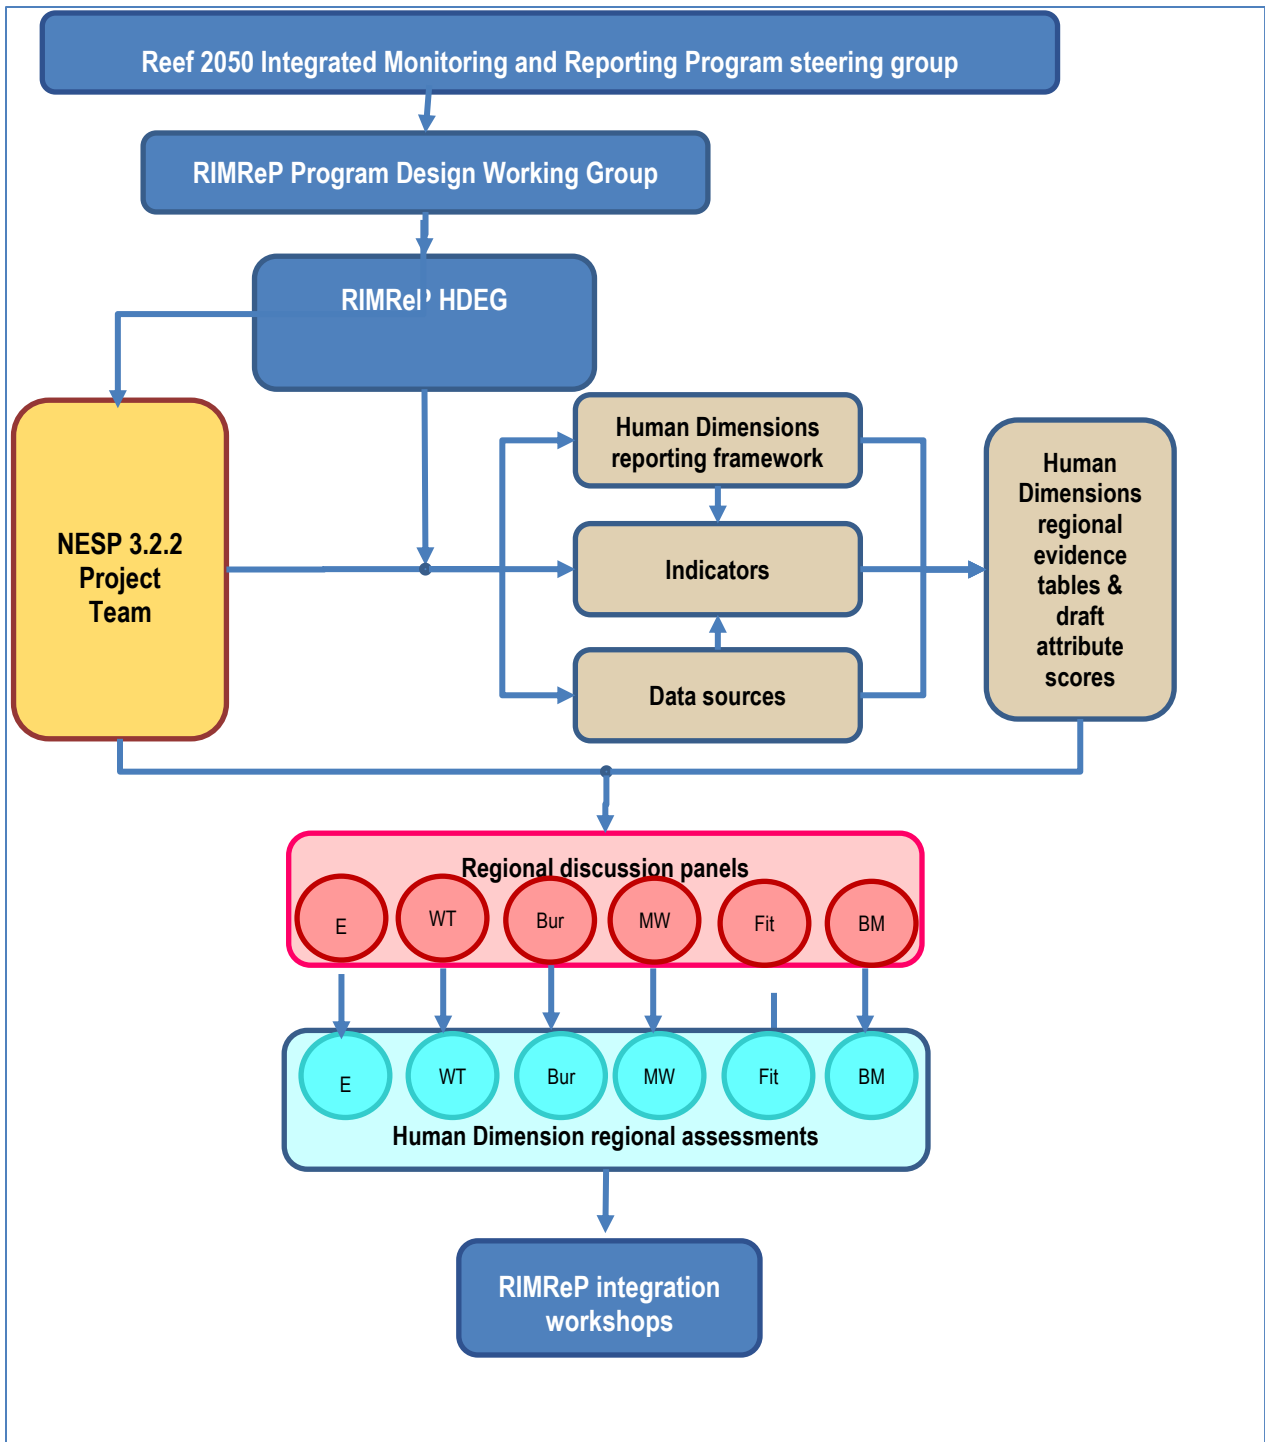 Reef 2050 Integrated Monitoring and Reporting Program steering group
RIMReP Program Design Working Group
RIMReP HDEG
NESP 3.2.2
Project
Team
Human Dimensions
reporting framework
Indicators
Data sources
Human
Dimensions
regional
evidence
tables &
draft
attribute
scores
Regional discussion panels
E WT Bur MW Fit BM
E WT Bur MW Fit BM
Human Dimension regional assessments
RIMReP integration
workshops